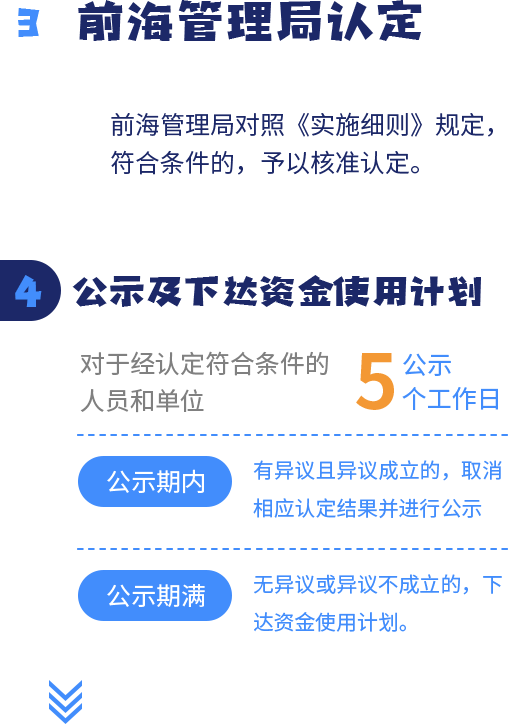 3 前海管理局认定
前海管理局对照《实施细则》规定，
符合条件的，予以核准认定。
4 公示及下达资金使用计划
对于经认定符合条件的
人员和单位
5 公示
个工作日
公示期内
有异议且异议成立的，取消
相应认定结果并进行公示
公示期满
无异议或异议不成立的，下
达资金使用计划。